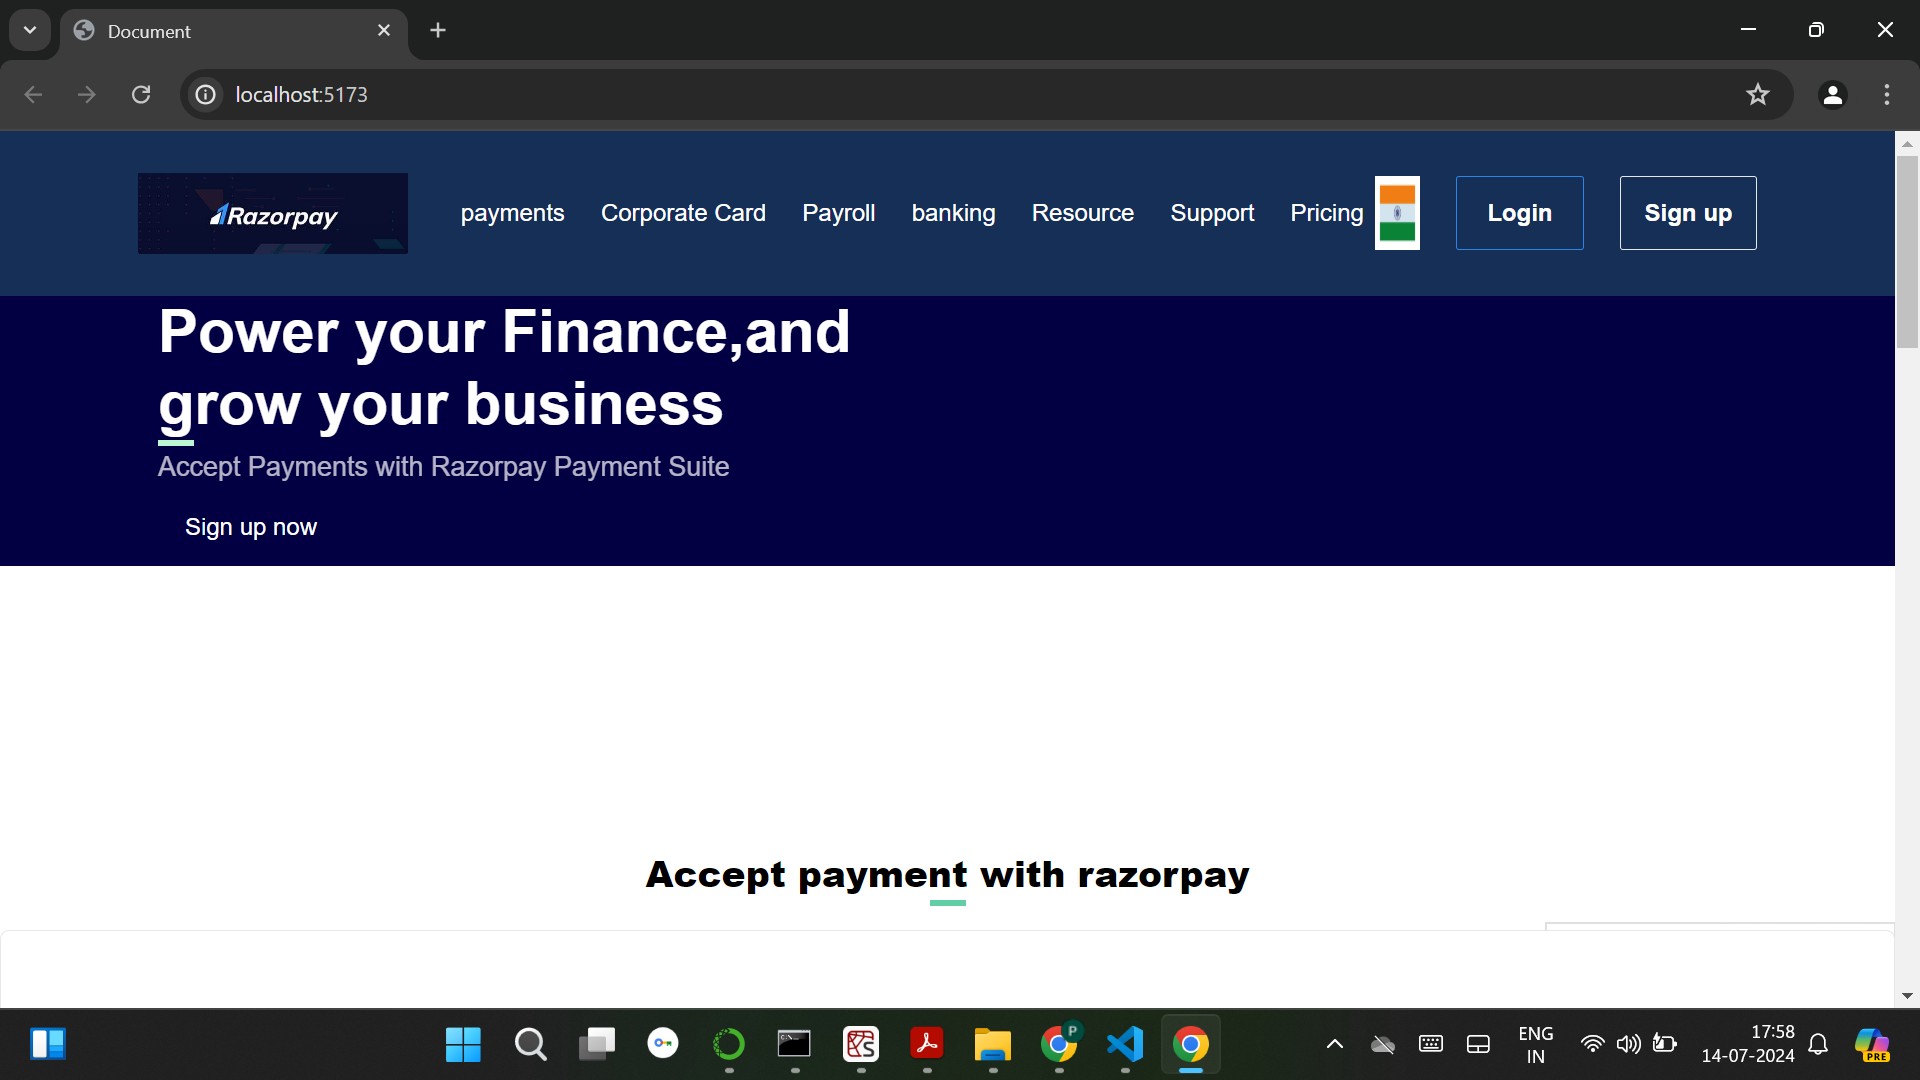 Document
localhost:5173
Razorpay
payments Corporate Card Payroll banking Resource Support Pricing Login Sign up
Power your Finance,and
grow your business
Accept Payments with Razorpay Payment Suite
Sign up now
Accept payment with razorpay
P
ENG
IN
17:58
14-07-2024
PRE